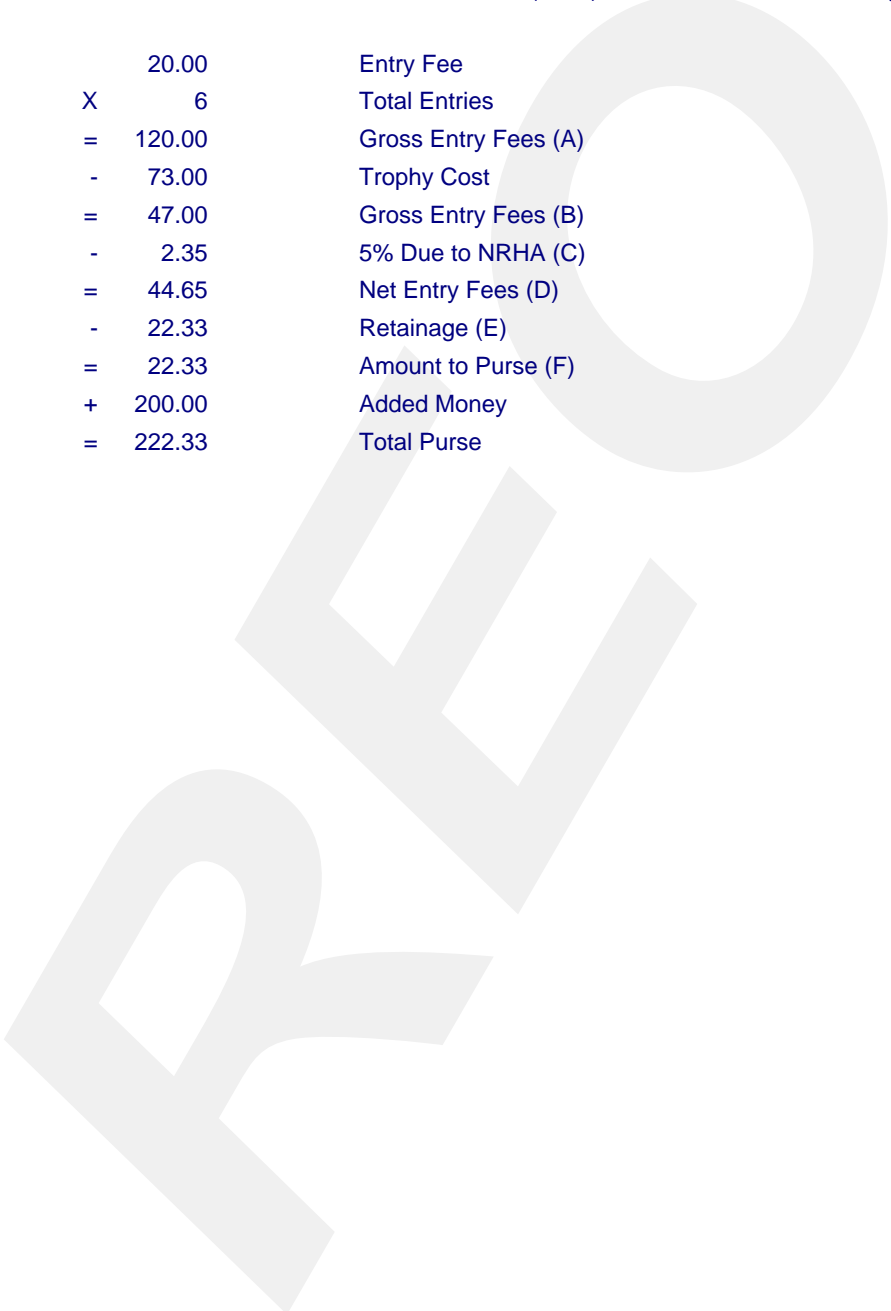 20.00 Entry Fee
X 6 Total Entries
= 120.00 Gross Entry Fees (A)
- 73.00 Trophy Cost
= 47.00 Gross Entry Fees (B)
- 2.35 5% Due to NRHA (C)
= 44.65 Net Entry Fees (D)
- 22.33 Retainage (E)
= 22.33 Amount to Purse (F)
+ 200.00 Added Money
= 222.33 Total Purse
REO